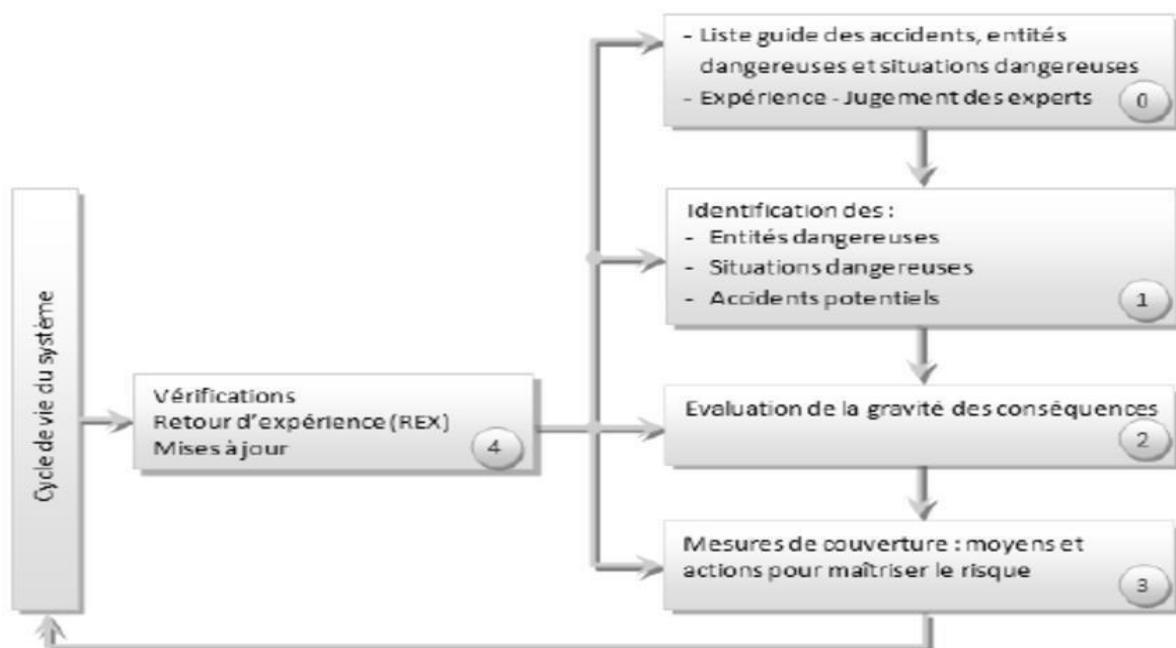 - Liste guide des accidents, entités
dangereuses et situations dangereuses
- Expérience - Jugement des experts
0
Identification des :
- Entités dangereuses
- Situations dangereuses
- Accidents potentiels
1
Cycle de vie du système
Vérifications
Retour d'expérience (REX)
Mises à jour
4
Evaluation de la gravité des conséquences
2
Mesures de couverture : moyens et
actions pour maîtriser le risque
3